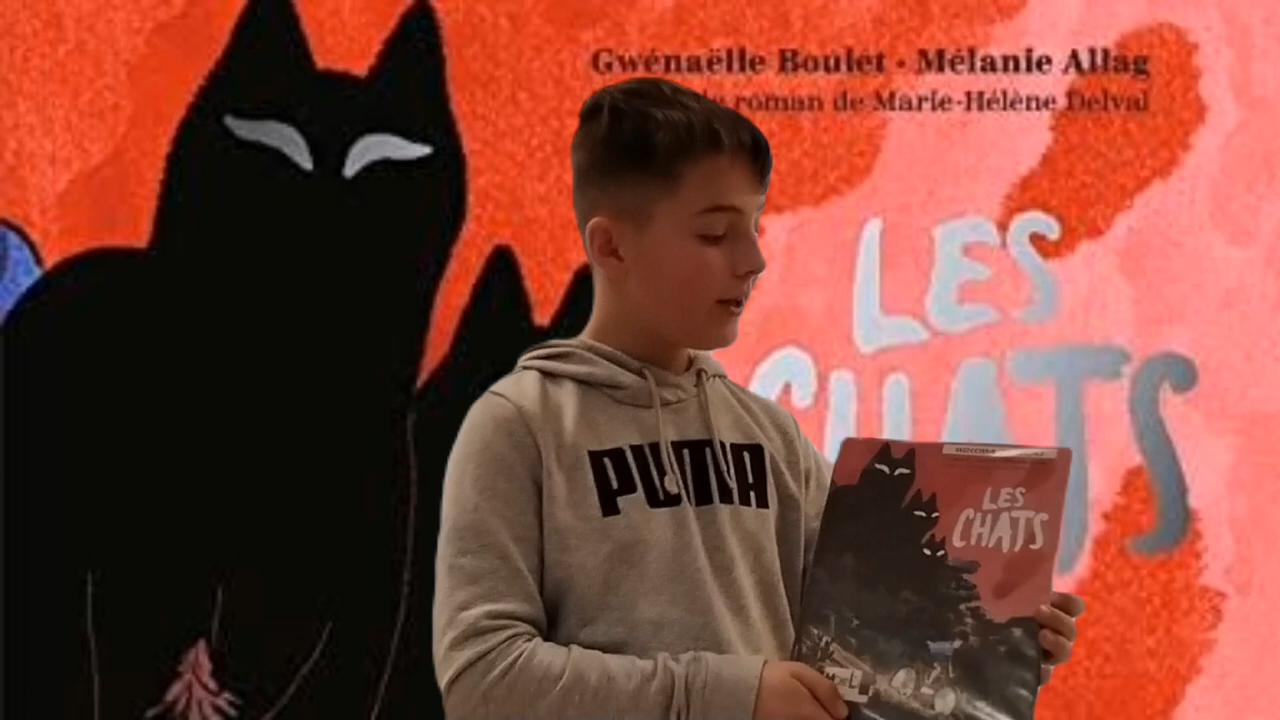 Gwénaëlle Boulet • Mélanie Allag
roman de Marie-Hélène Delval
LES
CHATS
PUMA
LES
CHATS